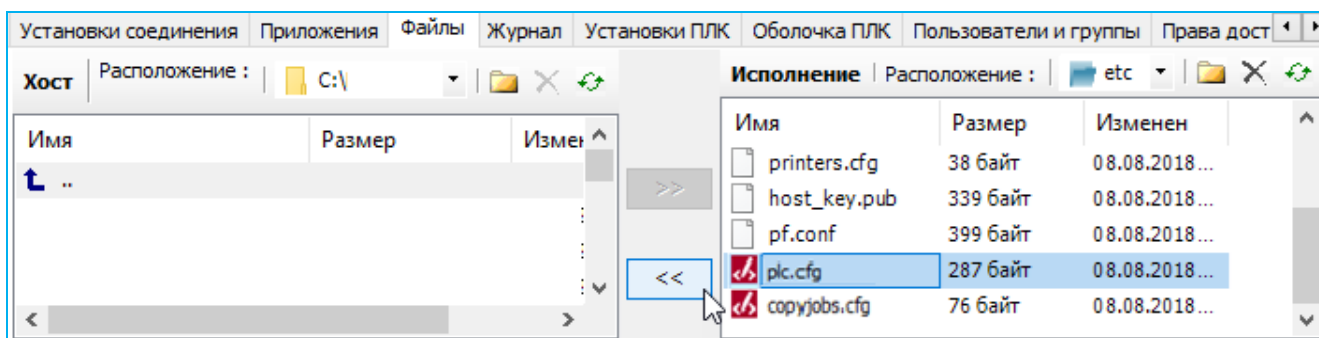 Установки соединения Приложения Файлы Журнал Установки ПЛК Оболочка ПЛК Пользователи и группы Права дост
Хост Расположение : C:\ Исполнение Расположение : etc
Имя Размер Измен Имя Размер Изменен
..
printers.cfg 38 байт 08.08.2018...
>>
host_key.pub 339 байт 08.08.2018...
pf.conf 399 байт 08.08.2018...
<<
plc.cfg 287 байт 08.08.2018...
copyjobs.cfg 76 байт 08.08.2018...